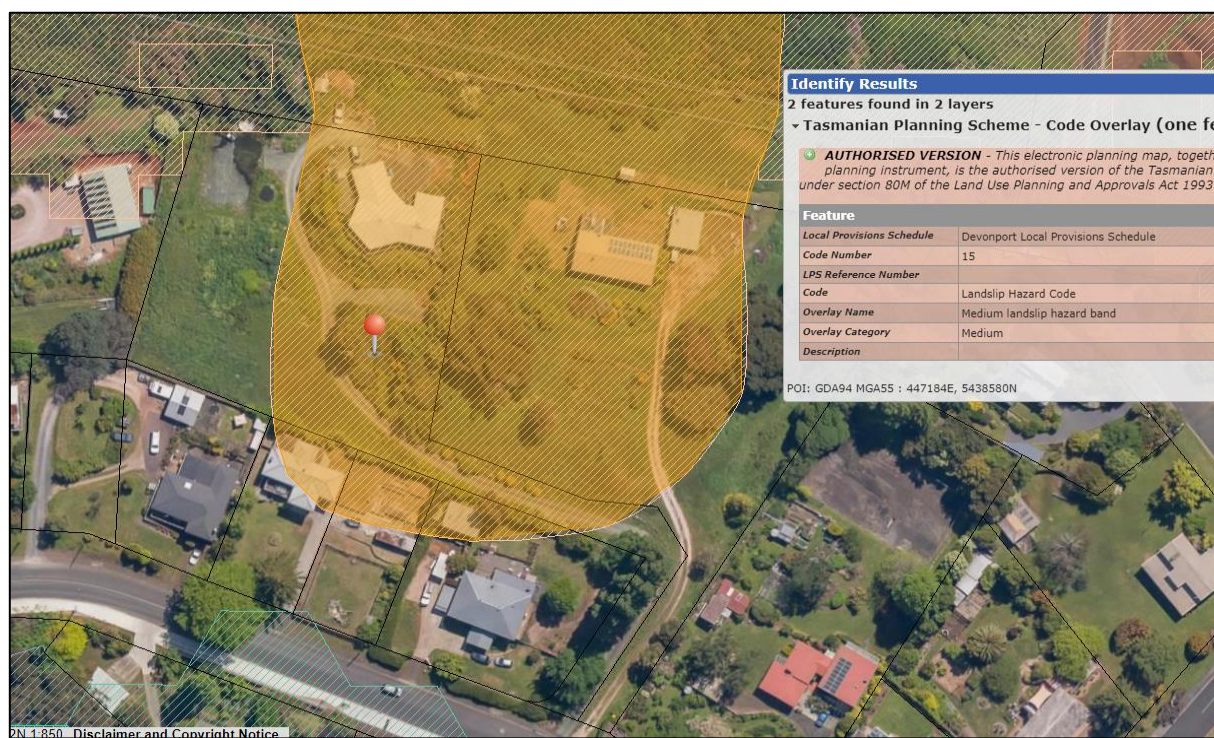 Identify Results
2 features found in 2 layers
Tasmanian Planning Scheme - Code Overlay (one fe
AUTHORISED VERSION - This electronic planning map, togeth
planning instrument, is the authorised version of the Tasmanian
under section 80M of the Land Use Planning and Approvals Act 1993
Feature
Local Provisions Schedule Devonport Local Provisions Schedule
Code Number 15
LPS Reference Number
Code Landslip Hazard Code
Overlay Name Medium landslip hazard band
Overlay Category Medium
Description
POI: GDA94 MGA55 : 447184E, 5438580N
2N 1:850 Disclaimer and Copyright Notice